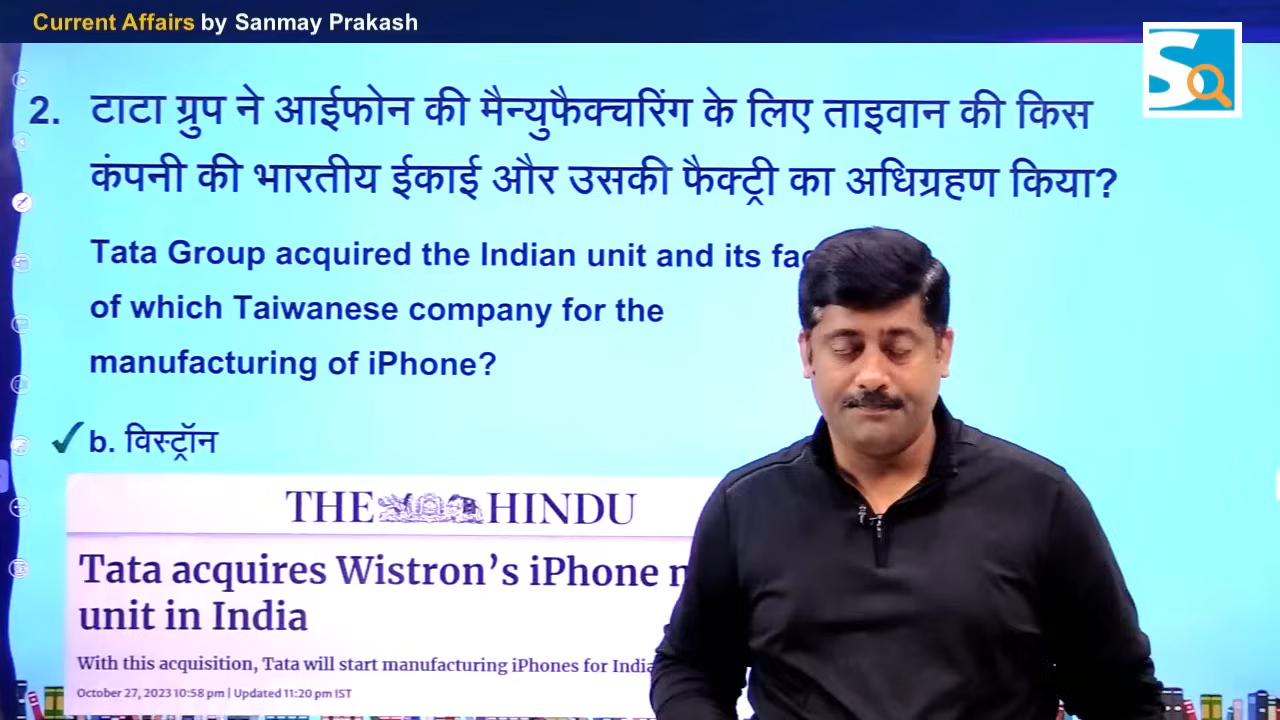 Current Affairs by Sanmay Prakash
SQ
2. टाटा ग्रुप ने आईफोन की मैन्युफैक्चरिंग के लिए ताइवान की किस
कंपनी की भारतीय ईकाई और उसकी फैक्ट्री का अधिग्रहण किया?
Tata Group acquired the Indian unit and its
of which Taiwanese company for the
manufacturing of iPhone?
b. विस्ट्रॉन
THE HINDU
Tata acquires Wistron's iPhone
unit in India
With this acquisition, Tata will start manufacturing iPhones for
October 27, 2023 10:58 pm | Updated 11:20 pm IST